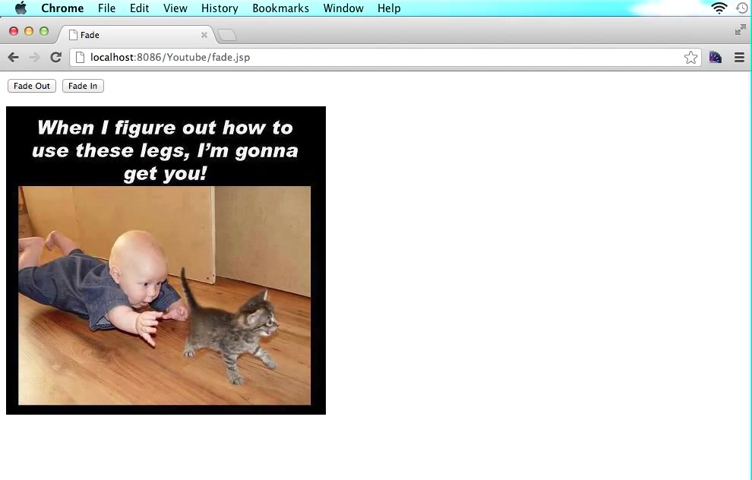 Chrome File Edit View History Bookmarks Window Help
Fade
localhost:8086/Youtube/fade.jsp
Fade Out Fade In
When I figure out how to
use these legs, I'm gonna
get you!